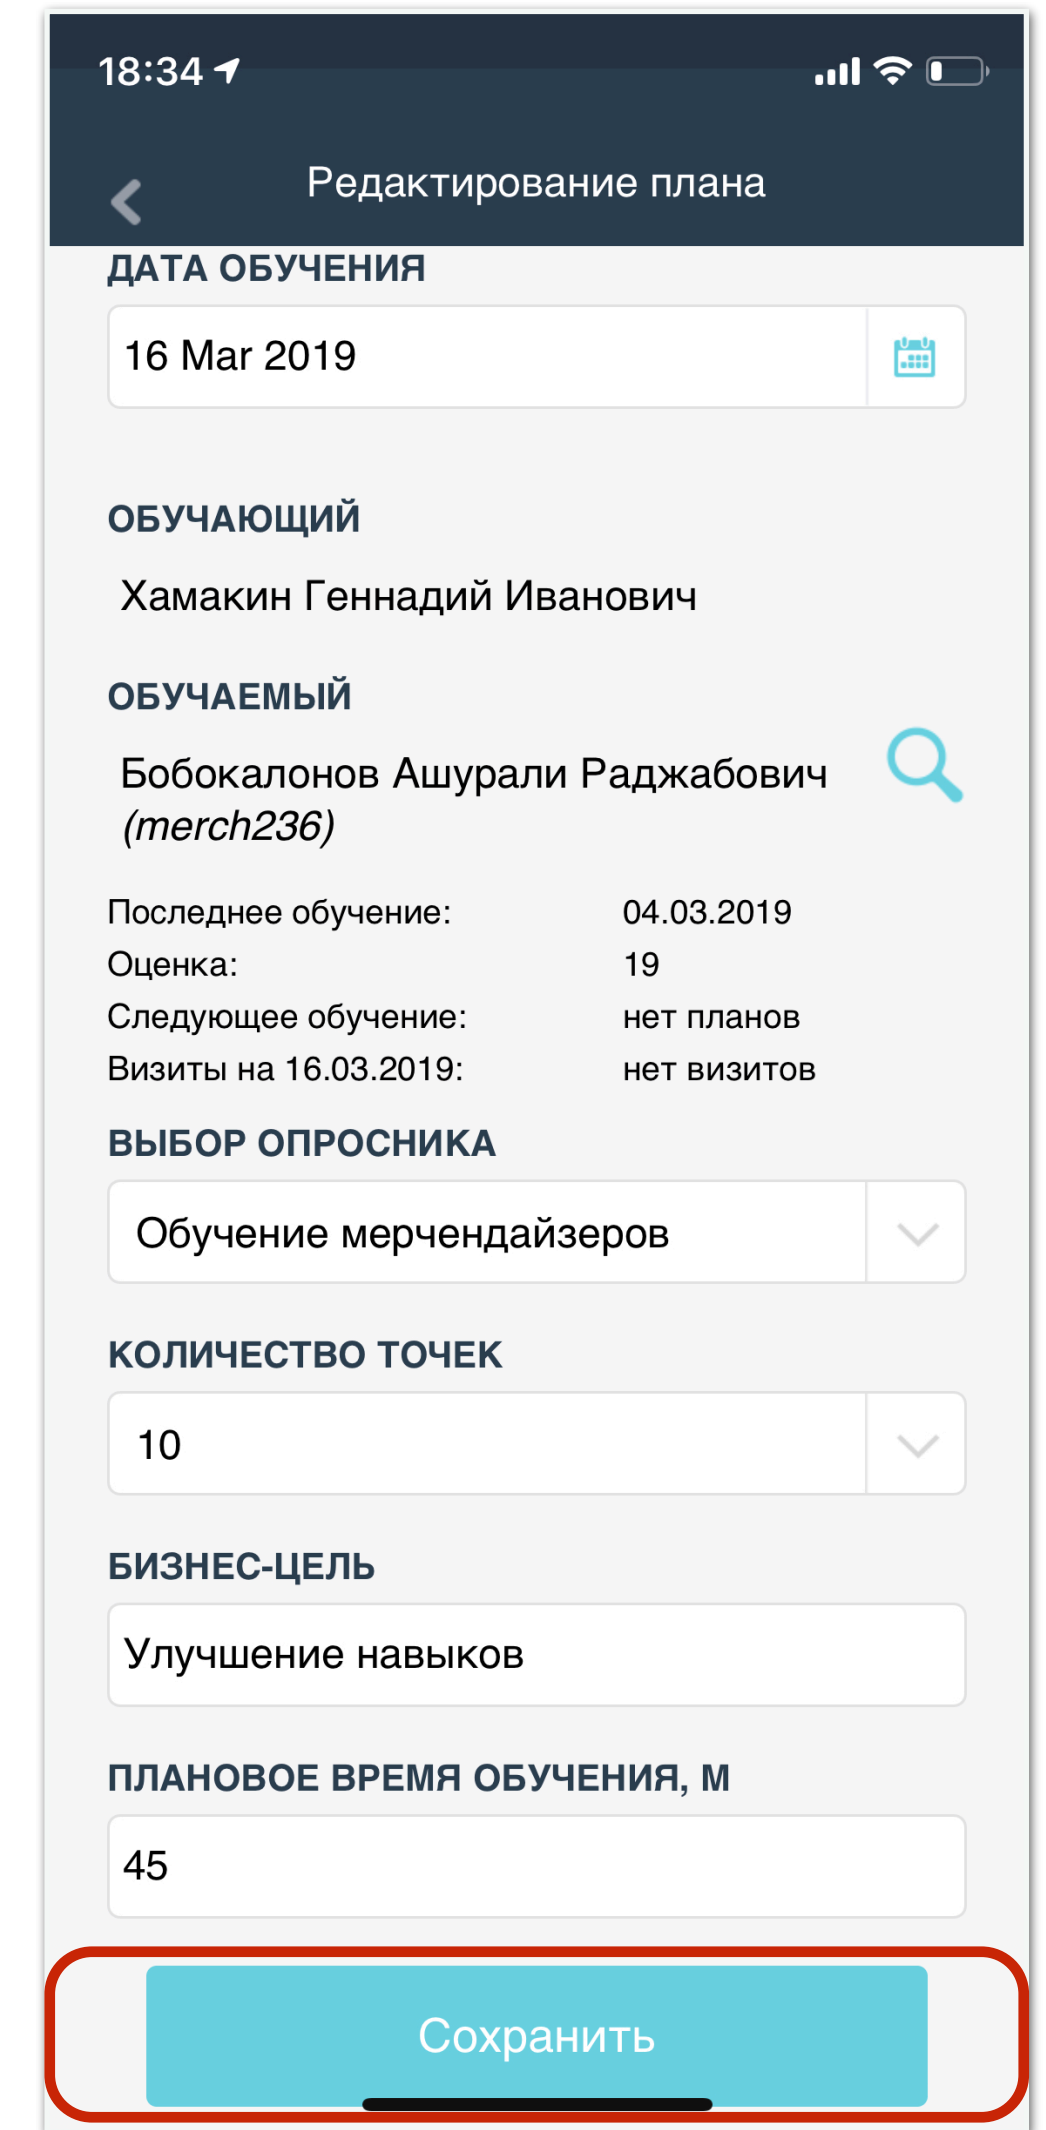 18:34
Редактирование плана
ДАТА ОБУЧЕНИЯ
16 Mar 2019
ОБУЧАЮЩИЙ
Хамакин Геннадий Иванович
ОБУЧАЕМЫЙ
Бобокалонов Ашурали Раджабович
(merch236)
Последнее обучение: 04.03.2019
Оценка: 19
Следующее обучение: нет планов
Визиты на 16.03.2019: нет визитов
ВЫБОР ОПРОСНИКА
Обучение мерчендайзеров
КОЛИЧЕСТВО ТОЧЕК
10
БИЗНЕС-ЦЕЛЬ
Улучшение навыков
ПЛАНОВОЕ ВРЕМЯ ОБУЧЕНИЯ, М
45
Сохранить